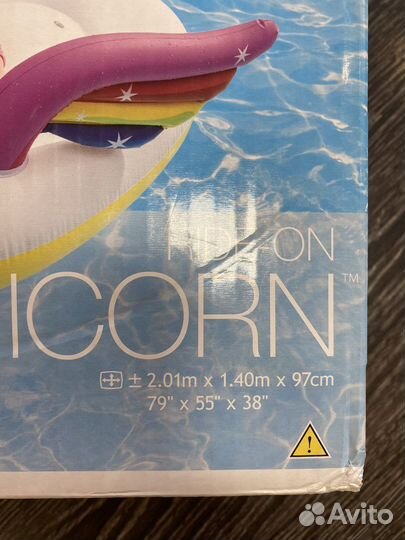 RIDE-ON
ICORN™
± 2.01m x 1.40m x 97cm
79" x 55" x 38"
Avito